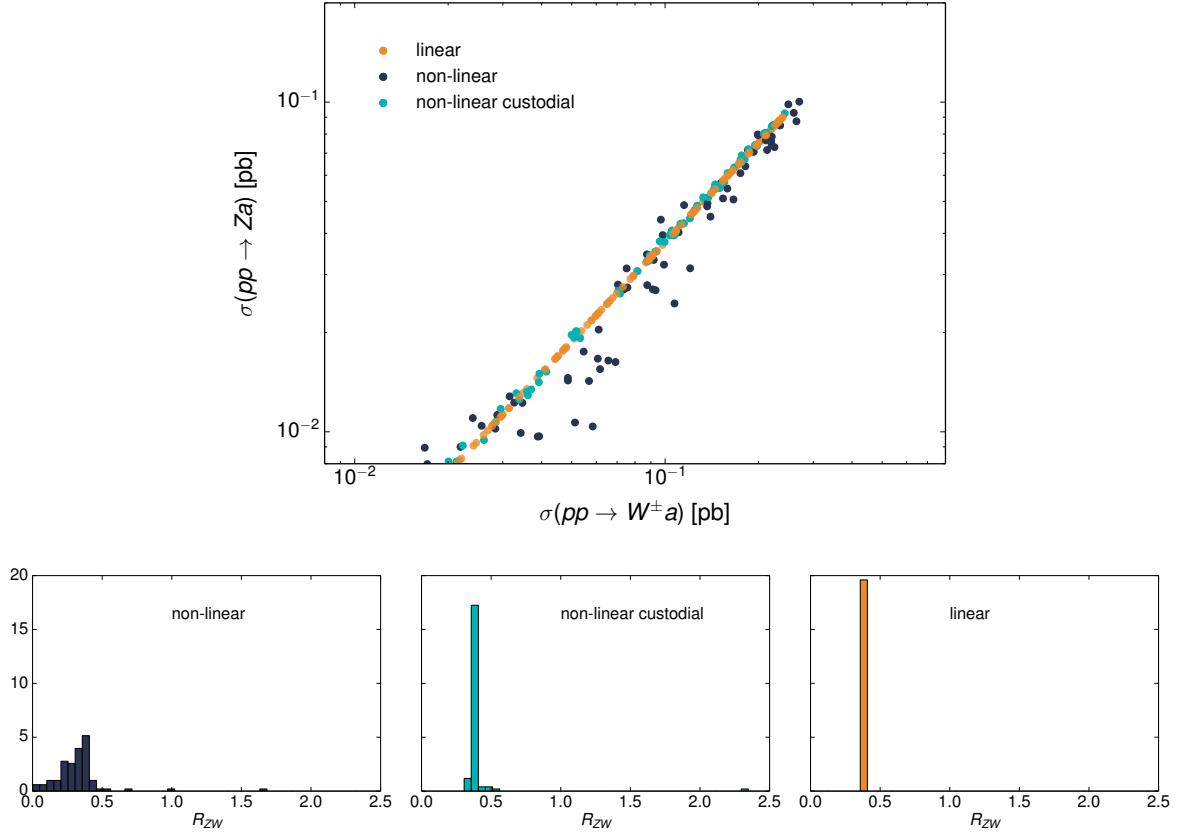 linear
non-linear
non-linear custodial
10⁻¹
10⁻²
σ(pp → Za) [pb]
10⁻² 10⁻¹
σ(pp → W±a) [pb]
20
15
10
5
0
non-linear
non-linear custodial
linear
0.0 0.5 1.0 1.5 2.0 2.5
0.0 0.5 1.0 1.5 2.0 2.5
0.0 0.5 1.0 1.5 2.0 2.5
R_ZW
R_ZW
R_ZW